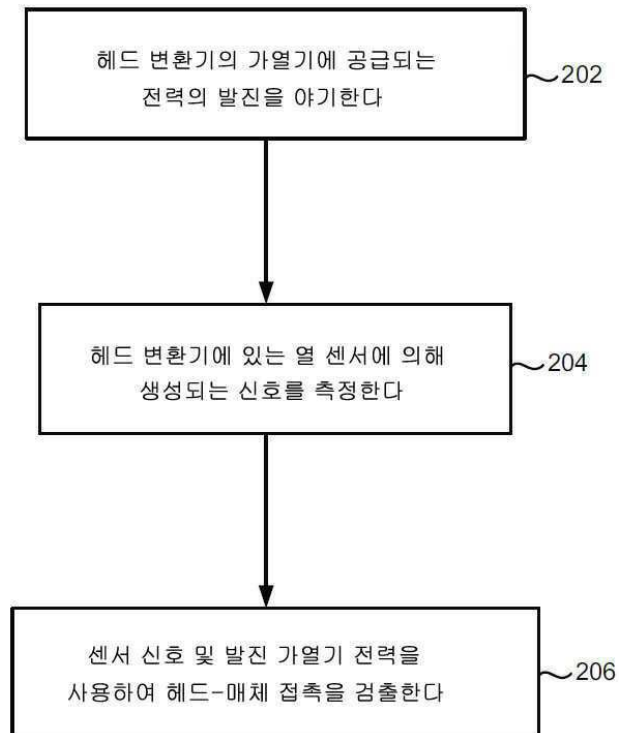 헤드 변환기의 가열기에 공급되는
전력의 발진을 야기한다
202
헤드 변환기에 있는 열 센서에 의해
생성되는 신호를 측정한다
204
센서 신호 및 발진 가열기 전력을
사용하여 헤드-매체 접촉을 검출한다
206